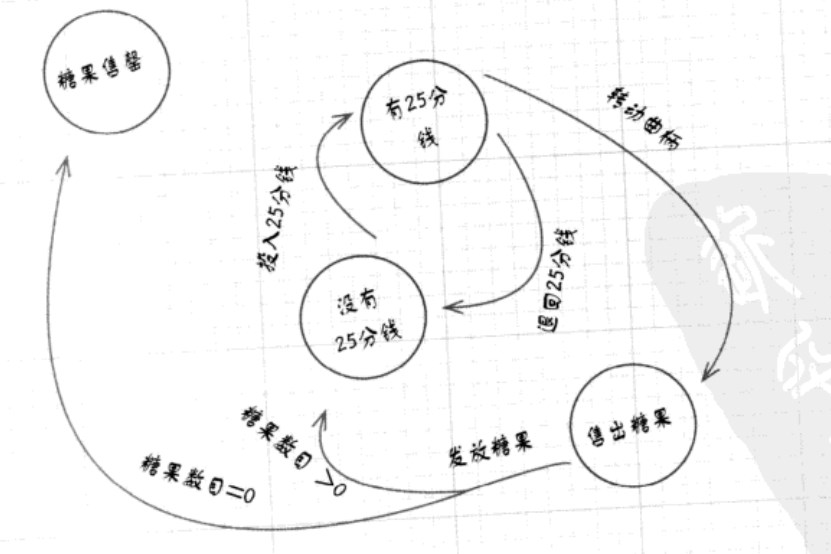 糖果售罄
有25分
钱
转动曲柄
投入25分钱
退回25分钱
没有
25分钱
售出糖果
发放糖果
糖果数目>0
糖果数目=0